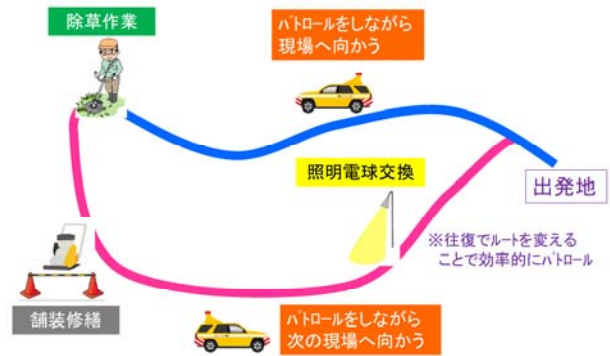 除草作業
ﾊﾟﾄﾛｰﾙをしながら
現場へ向かう
照明電球交換
出発地
※往復でルートを変える
ことで効率的にﾊﾟﾄﾛｰﾙ
舗装修繕
ﾊﾟﾄﾛｰﾙをしながら
次の現場へ向かう